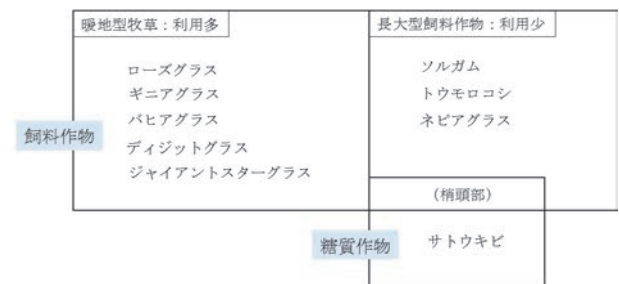 暖地型牧草：利用多
ローズグラス
ギニアグラス
バヒアグラス
ディジットグラス
ジャイアントスターグラス
長大型飼料作物：利用少
ソルガム
トウモロコシ
ネピアグラス
飼料作物
（梢頭部）
糖質作物
サトウキビ